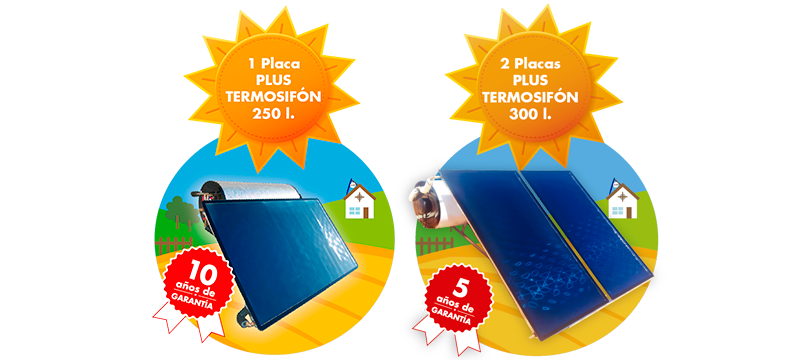 1 Placa
PLUS
TERMOSIFÓN
250 l.
10
años de
GARANTÍA
2 Placas
PLUS
TERMOSIFÓN
300 l.
5
años de
GARANTÍA